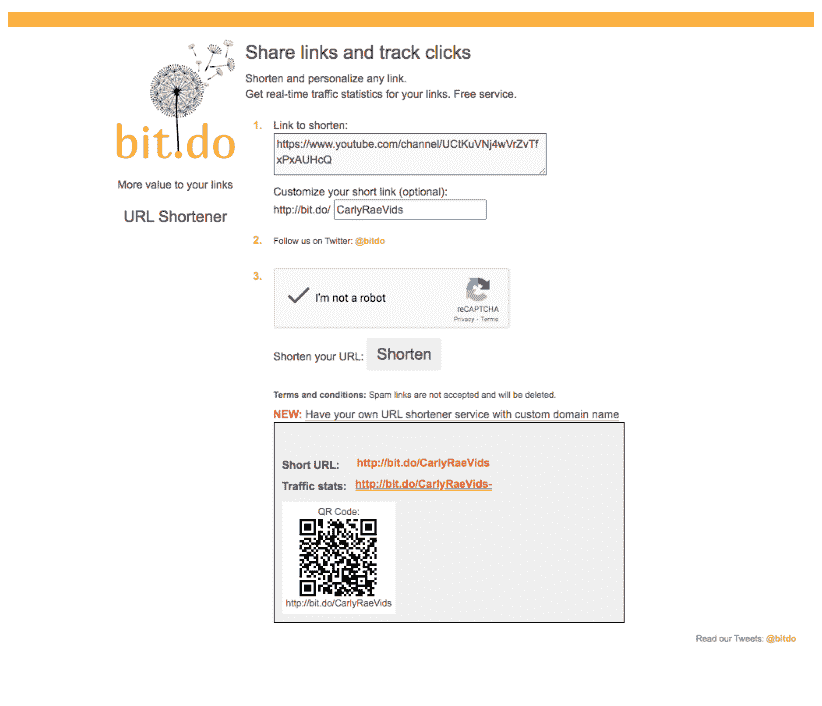 Share links and track clicks
Shorten and personalize any link.
Get real-time traffic statistics for your links. Free service.
bit.do
More value to your links
URL Shortener
1. Link to shorten:
https://www.youtube.com/channel/UCtKuVNj4wVrZvTf
xPxAUHcQ
Customize your short link (optional):
http://bit.do/ CarlyRaeVids
2. Follow us on Twitter: @bitdo
3.
I'm not a robot
reCAPTCHA
Privacy - Terms
Shorten your URL: Shorten
Terms and conditions: Spam links are not accepted and will be deleted.
NEW: Have your own URL shortener service with custom domain name
Short URL: http://bit.do/CarlyRaeVids
Traffic stats: http://bit.do/CarlyRaeVids-
QR Code:
http://bit.do/CarlyRaeVids
Read our Tweets: @bitdo